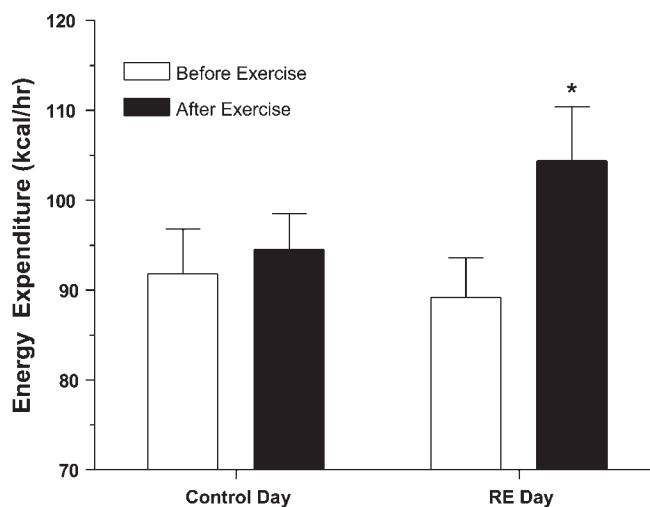 120
110
100
90
80
70
Energy Expenditure (kcal/hr)
Before Exercise
After Exercise
*
Control Day
RE Day